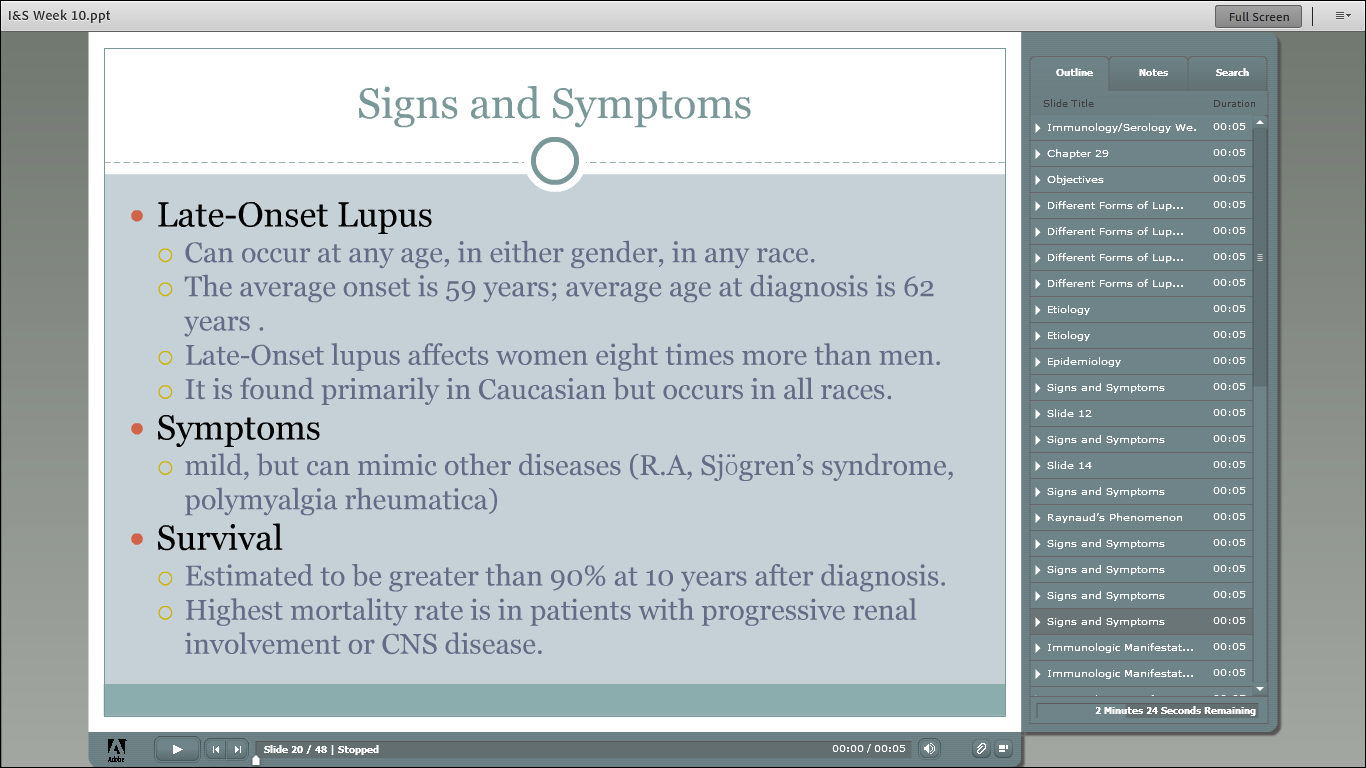 I&S Week 10.ppt
Full Screen
Signs and Symptoms
Late-Onset Lupus
Can occur at any age, in either gender, in any race.
The average onset is 59 years; average age at diagnosis is 62
years .
Late-Onset lupus affects women eight times more than men.
It is found primarily in Caucasian but occurs in all races.
Symptoms
mild, but can mimic other diseases (R.A, Sjögren’s syndrome,
polymyalgia rheumatica)
Survival
Estimated to be greater than 90% at 10 years after diagnosis.
Highest mortality rate is in patients with progressive renal
involvement or CNS disease.
Outline Notes Search
Slide Title Duration
Immunology/Serology We. 00:05
Chapter 29 00:05
Objectives 00:05
Different Forms of Lup... 00:05
Different Forms of Lup... 00:05
Different Forms of Lup... 00:05
Different Forms of Lup... 00:05
Etiology 00:05
Etiology 00:05
Epidemiology 00:05
Signs and Symptoms 00:05
Slide 12 00:05
Signs and Symptoms 00:05
Slide 14 00:05
Signs and Symptoms 00:05
Raynaud’s Phenomenon 00:05
Signs and Symptoms 00:05
Signs and Symptoms 00:05
Signs and Symptoms 00:05
Signs and Symptoms 00:05
Immunologic Manifestat... 00:05
Immunologic Manifestat... 00:05
2 Minutes 24 Seconds Remaining
Adobe
Slide 20 / 48 | Stopped 00:00 / 00:05